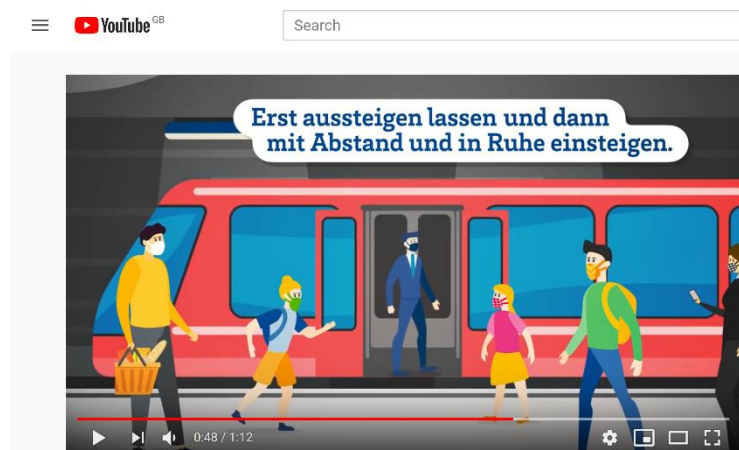 YouTube GB
Search
Erst aussteigen lassen und dann
mit Abstand und in Ruhe einsteigen.
0:48 / 1:12